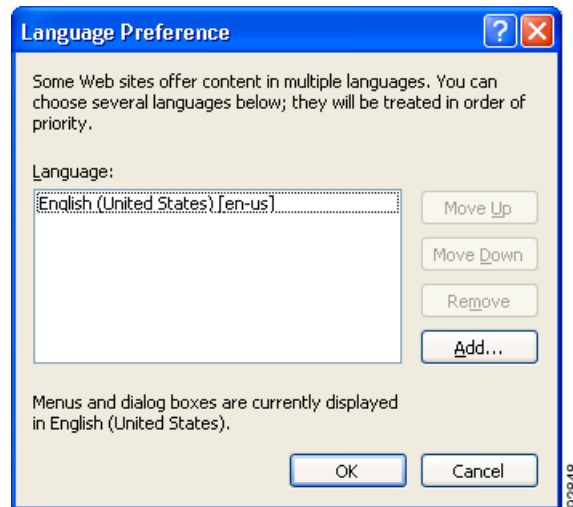 Language Preference
Some Web sites offer content in multiple languages. You can
choose several languages below; they will be treated in order of
priority.
Language:
English (United States) [en-us]
Move Up
Move Down
Remove
Add...
Menus and dialog boxes are currently displayed
in English (United States).
OK
Cancel